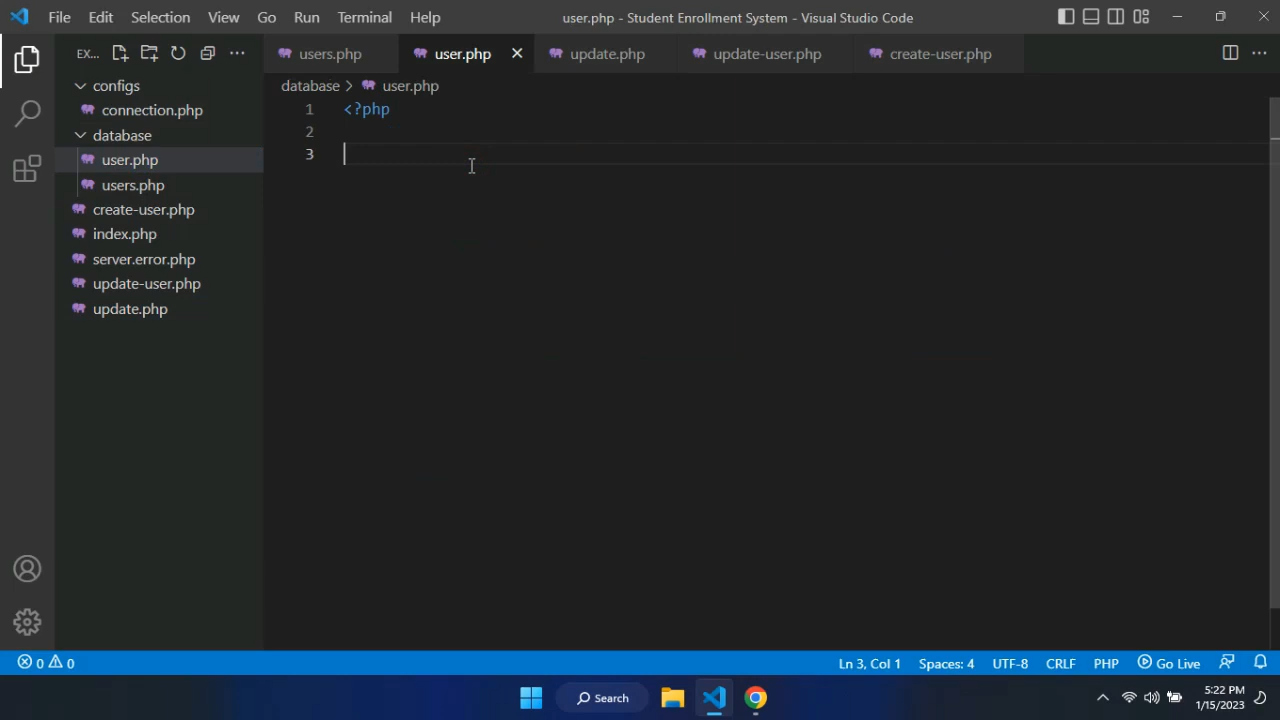 File Edit Selection View Go Run Terminal Help user.php - Student Enrollment System - Visual Studio Code
EX...
users.php user.php update.php update-user.php create-user.php
database user.php
configs
connection.php
database
user.php
users.php
create-user.php
index.php
server.error.php
update-user.php
update.php
1 <?php
2
3
0 0 Ln 3, Col 1 Spaces: 4 UTF-8 CRLF PHP Go Live
Search
5:22 PM
1/15/2023